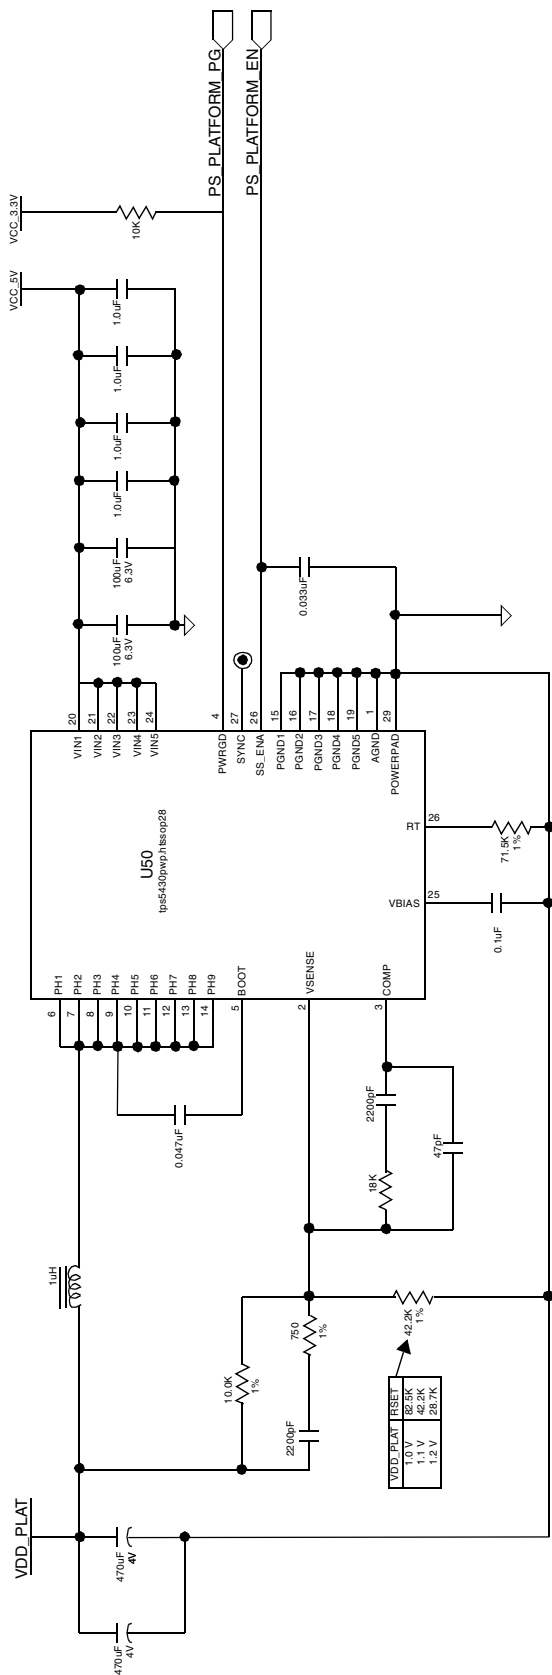 PS_PLATFORM_PG
PS_PLATFORM_EN
VCC_3.3V
10K
VCC_5V
1.0uF
1.0uF
1.0uF
1.0uF
100uF
6.3V
100uF
6.3V
0.033uF
20
21
22
23
24
4
27
26
15
16
17
18
19
1
29
VIN1
VIN2
VIN3
VIN4
VIN5
PWRGD
SYNC
SS_ENA
PGND1
PGND2
PGND3
PGND4
PGND5
AGND
POWERPAD
U50
tps5430pwp.htssop28
RT
26
71.5K
1%
VBIAS
25
0.1uF
PH1
PH2
PH3
PH4
PH5
PH6
PH7
PH8
PH9
BOOT
VSENSE
COMP
6
7
8
9
10
11
12
13
14
5
2
3
0.047uF
2200pF
47pF
18K
1uH
10.0K
1%
750
1%
2200pF
42.2K
1%
VDD_PLAT RSET
1.0 V 82.5K
1.1 V 42.2K
1.2 V 28.7K
VDD_PLAT
470uF
4V
470uF
4V